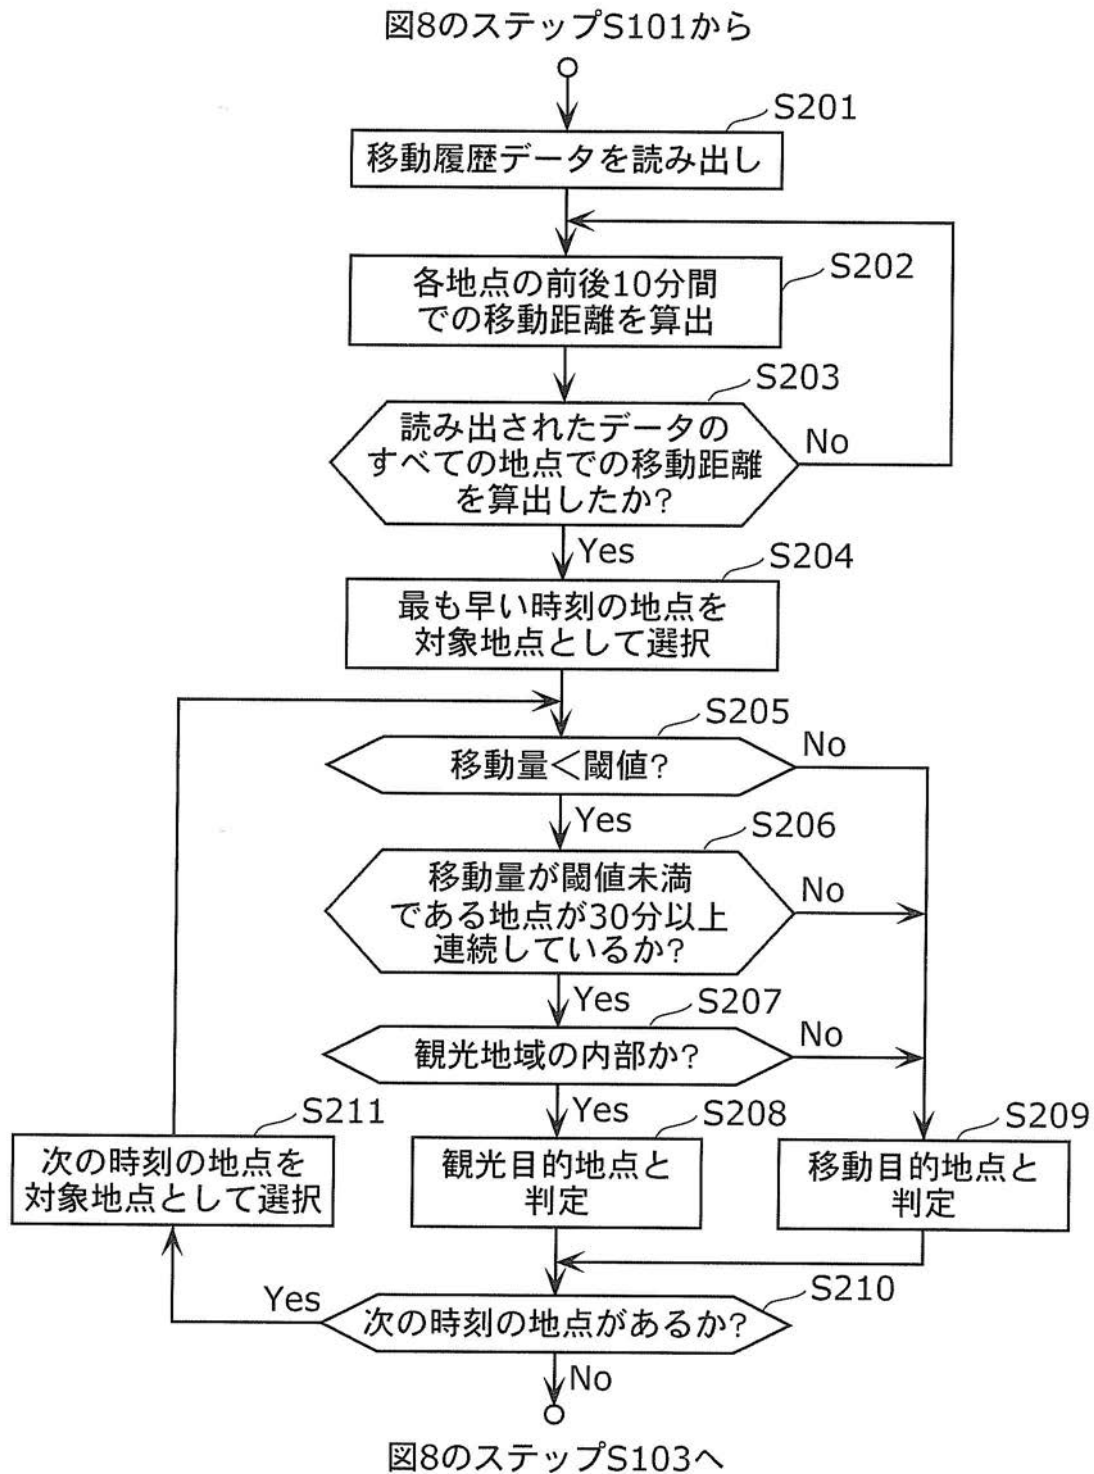 図8のステップS101から
S201
移動履歴データを読み出し
S202
各地点の前後10分間
での移動距離を算出
S203
読み出されたデータの
すべての地点での移動距離
を算出したか?
No
Yes
S204
最も早い時刻の地点を
対象地点として選択
S205
移動量<閾値?
No
Yes
S206
移動量が閾値未満
である地点が30分以上
連続しているか?
No
Yes
S207
観光地域の内部か?
No
Yes
S208
観光目的地点と
判定
S209
移動目的地点と
判定
S211
次の時刻の地点を
対象地点として選択
S210
次の時刻の地点があるか?
Yes
No
図8のステップS103へ